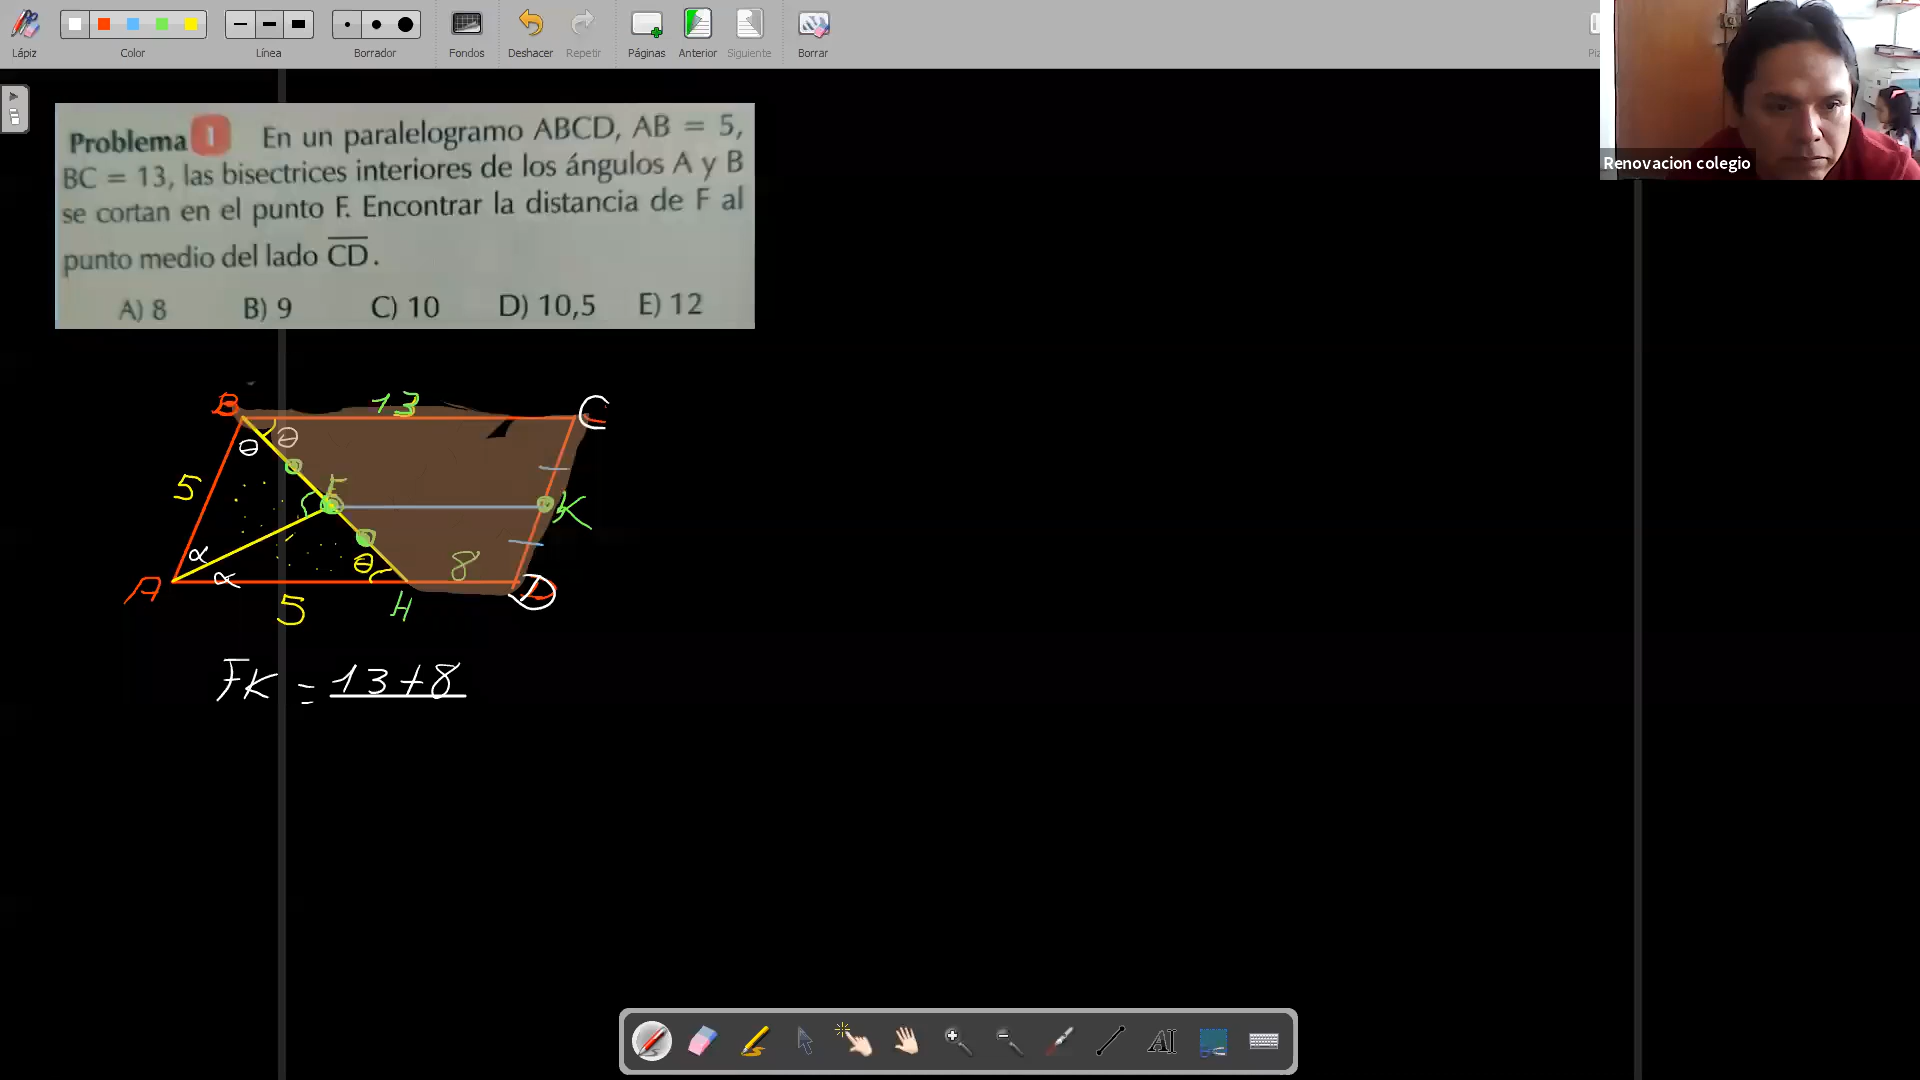 Lápiz
Color
Línea
Borrador
Fondos
Deshacer
Repetir
Páginas
Anterior
Siguiente
Borrar
Renovacion colegio
Problema 1 En un paralelogramo ABCD, AB = 5,
BC = 13, las bisectrices interiores de los ángulos A y B
se cortan en el punto F. Encontrar la distancia de F al
punto medio del lado CD.
A) 8 B) 9 C) 10 D) 10,5 E) 12
B 13 C
θ θ
5 F K
α α θ 8
A 5 H D
FK = 13+8
AI